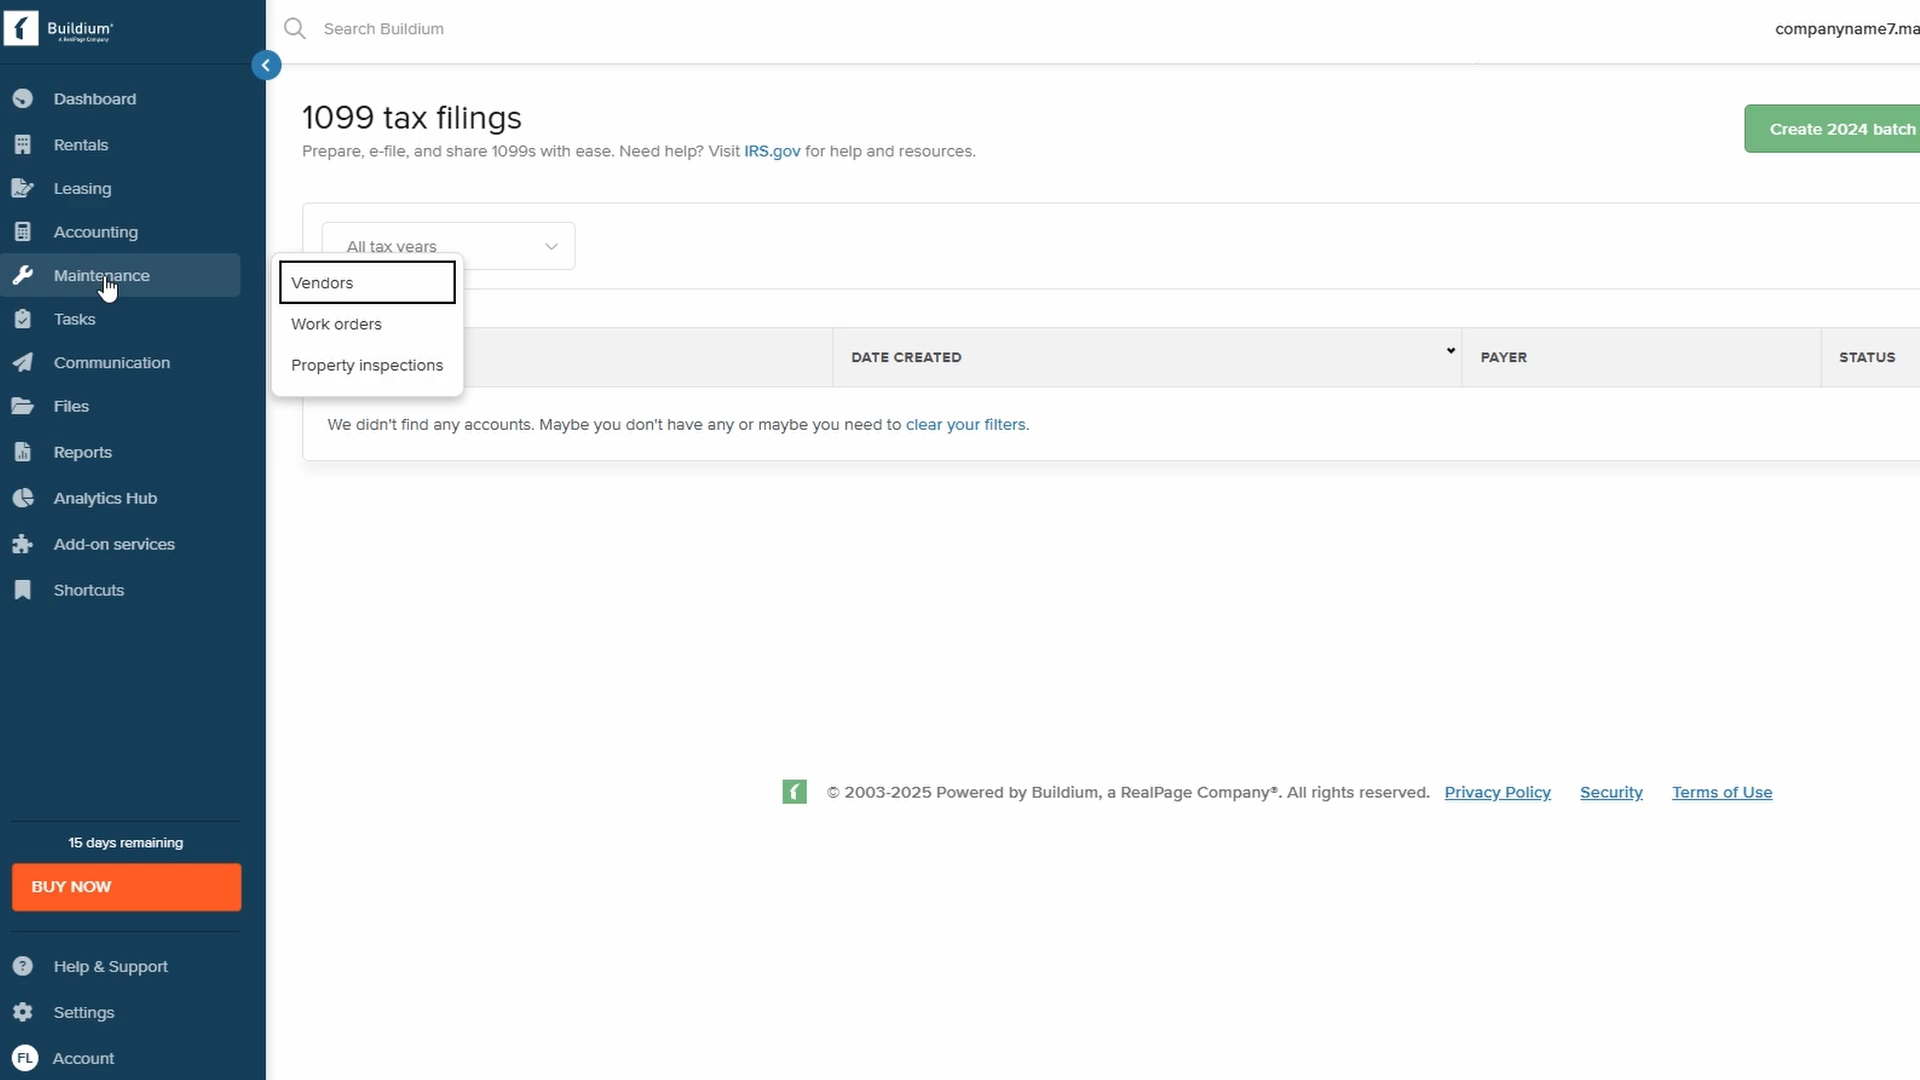 Buildium®
A RealPage Company
Search Buildium
companyname7.ma
Dashboard
Rentals
Leasing
Accounting
Maintenance
Tasks
Communication
Files
Reports
Analytics Hub
Add-on services
Shortcuts
15 days remaining
BUY NOW
Help & Support
Settings
FL Account
1099 tax filings
Prepare, e-file, and share 1099s with ease. Need help? Visit IRS.gov for help and resources.
Create 2024 batch
All tax years
Vendors
Work orders
Property inspections
DATE CREATED PAYER STATUS
We didn't find any accounts. Maybe you don't have any or maybe you need to clear your filters.
© 2003-2025 Powered by Buildium, a RealPage Company®. All rights reserved. Privacy Policy Security Terms of Use